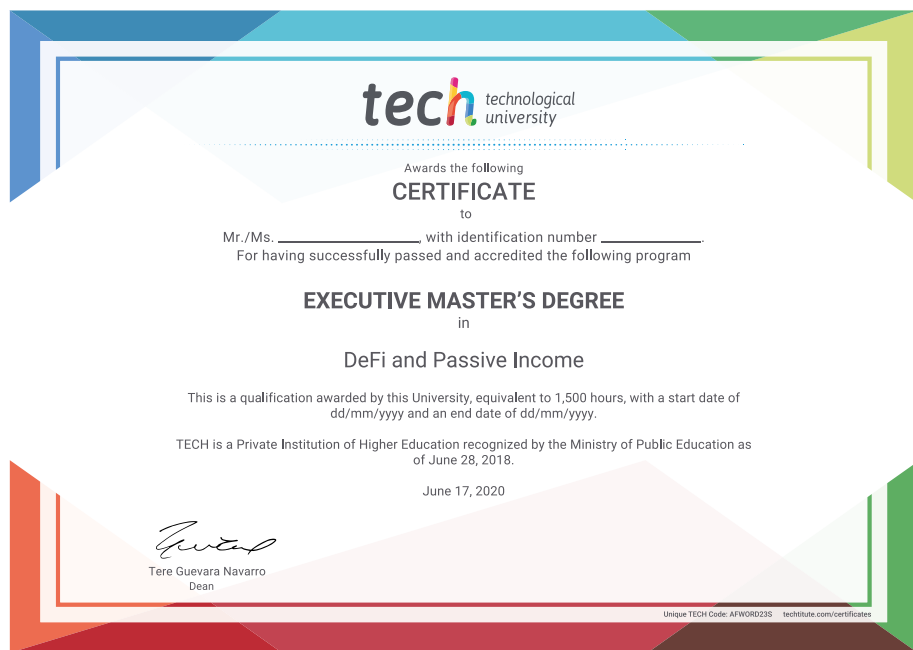 tech technological
university
Awards the following
CERTIFICATE
to
Mr./Ms. ____________________, with identification number ______________.
For having successfully passed and accredited the following program
EXECUTIVE MASTER'S DEGREE
in
DeFi and Passive Income
This is a qualification awarded by this University, equivalent to 1,500 hours, with a start date of
dd/mm/yyyy and an end date of dd/mm/yyyy.
TECH is a Private Institution of Higher Education recognized by the Ministry of Public Education as
of June 28, 2018.
June 17, 2020
Tere Guevara Navarro
Dean
Unique TECH Code: AFWORD23S techtitute.com/certificates